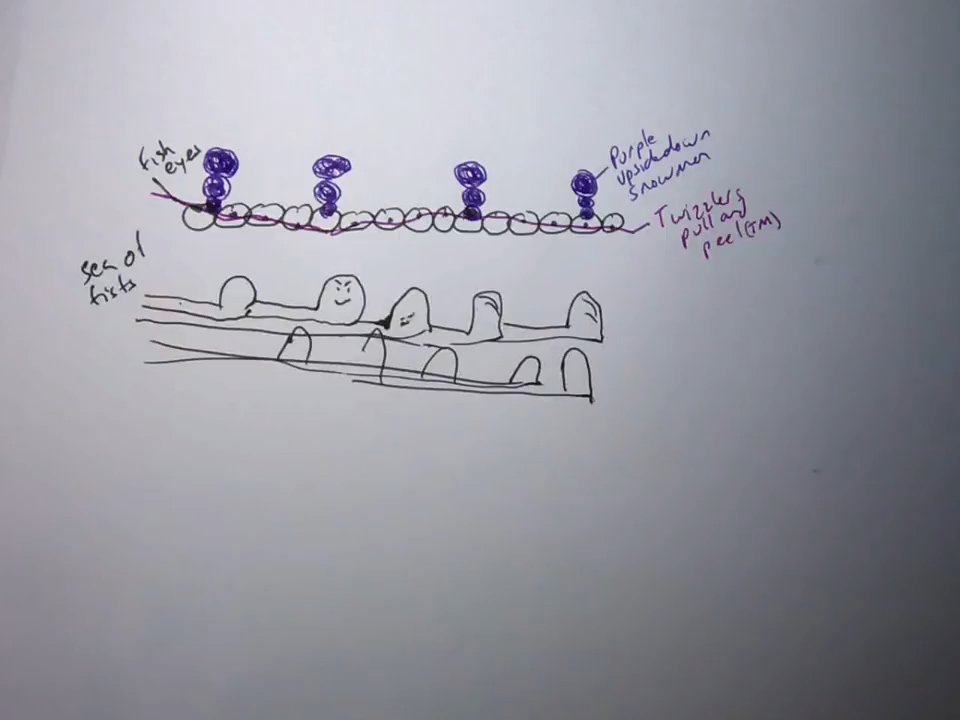 fish
eyes
Purple
upsidedown
snowmen
Twizzlers
pull and
peel(TM)
sea of
fists